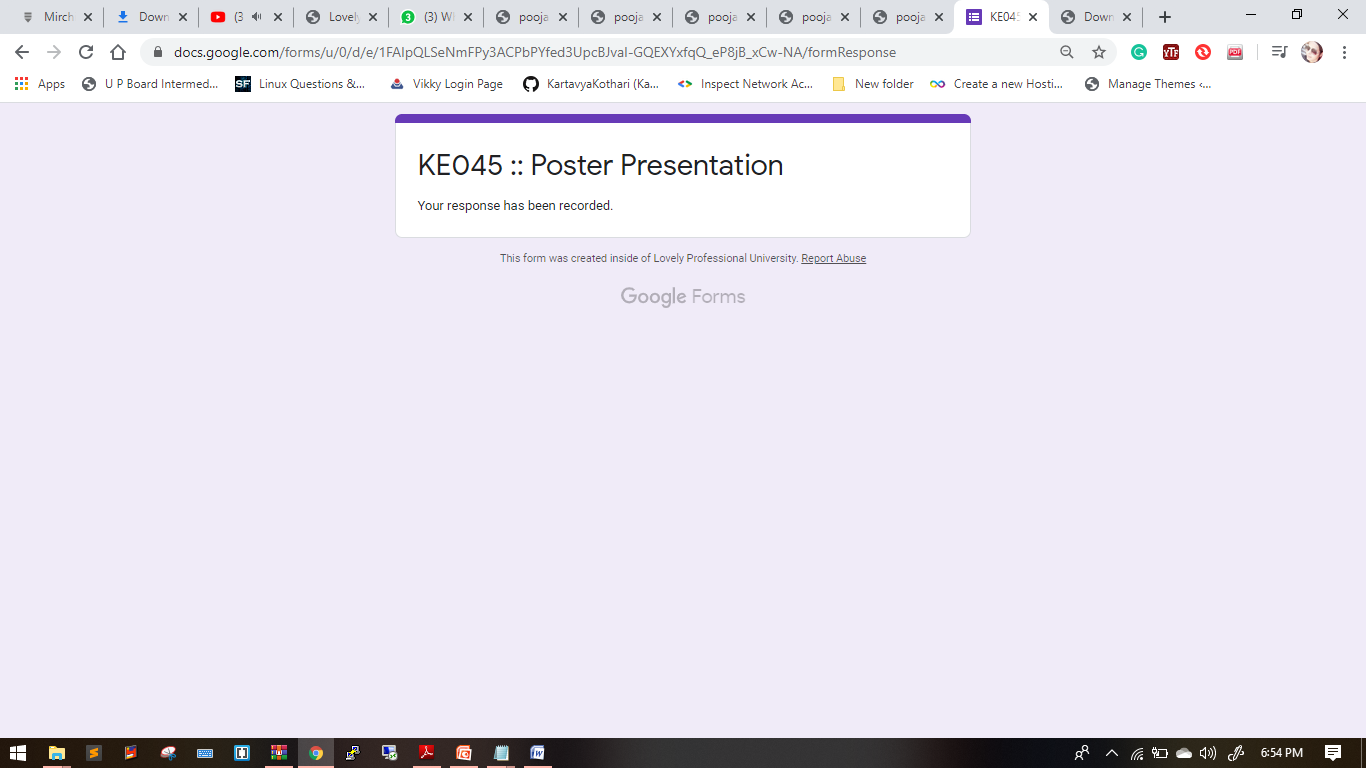 Mirch
Down
(3
Lovely
(3) W
pooja
pooja
pooja
pooja
pooja
KE045
Down
docs.google.com/forms/u/0/d/e/1FAIpQLSeNmFPy3ACPbPYfed3UpcBJvaI-GQEXYxfqQ_eP8jB_xCw-NA/formResponse
Apps
U P Board Intermed...
SF
Linux Questions &...
Vikky Login Page
KartavyaKothari (Ka...
Inspect Network Ac...
New folder
Create a new Hosti...
Manage Themes ‹...
KE045 :: Poster Presentation
Your response has been recorded.
This form was created inside of Lovely Professional University. Report Abuse
Google Forms
6:54 PM